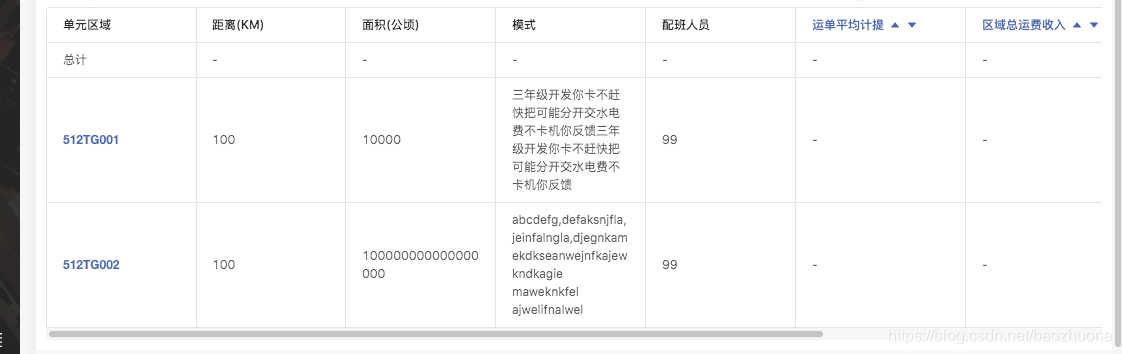 单元区域 距离(KM) 面积(公顷) 模式 配班人员 运单平均计提 区域总运费收入
总计 - - - - - -
三年级开发你卡不赶
快把可能分开交水电
费不卡机你反馈三年
512TG001 100 10000 级开发你卡不赶快把 99 - -
可能分开交水电费不
卡机你反馈
abcdefg,defaksnjfla,
jeinfalngla,djegnkam
100000000000000 ekdkseanwejnfkajew
512TG002 100 000 kndkagie 99 - -
maweknkfel
ajwelifnalwel
https://blog.csdn.net/baozhuona